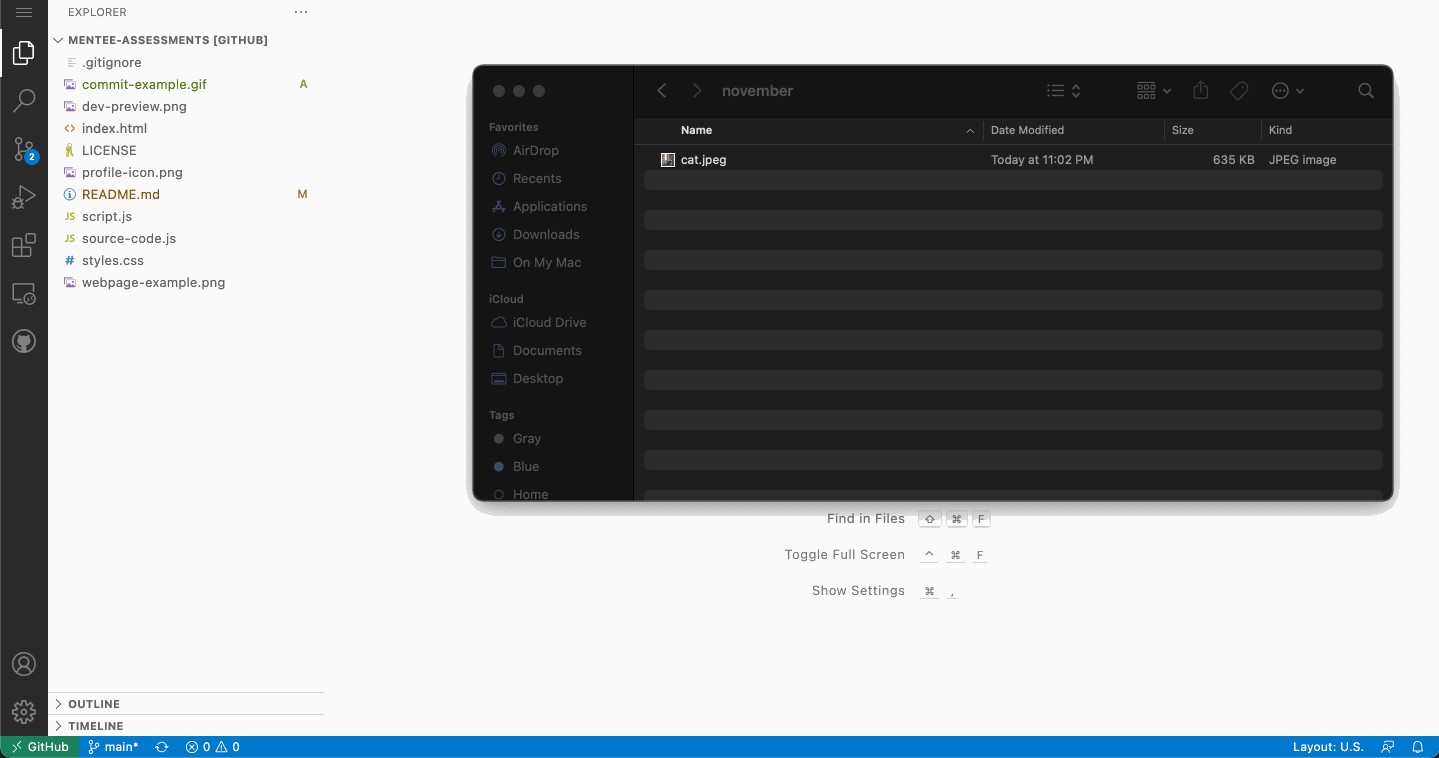 EXPLORER
MENTEE-ASSESSMENTS [GITHUB]
.gitignore
commit-example.gif A
dev-preview.png
index.html
LICENSE
profile-icon.png
README.md M
script.js
source-code.js
styles.css
webpage-example.png
2
JS
JS
#
OUTLINE
TIMELINE
november
Favorites
AirDrop
Recents
Applications
Downloads
On My Mac
iCloud
iCloud Drive
Documents
Desktop
Tags
Gray
Blue
Home
Name Date Modified Size Kind
cat.jpeg Today at 11:02 PM 635 KB JPEG image
Find in Files ⇧ ⌘ F
Toggle Full Screen ^ ⌘ F
Show Settings ⌘ ,
GitHub main* 0 0 Layout: U.S.